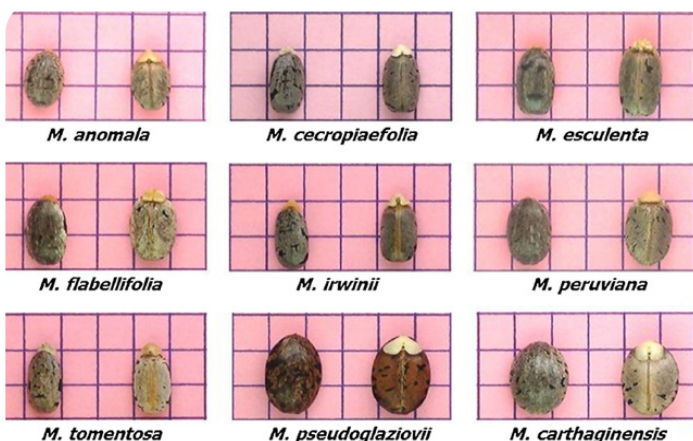 M. anomala
M. cecropiaefolia
M. esculenta
M. flabellifolia
M. irwinii
M. peruviana
M. tomentosa
M. pseudoglaziovii
M. carthaginensis